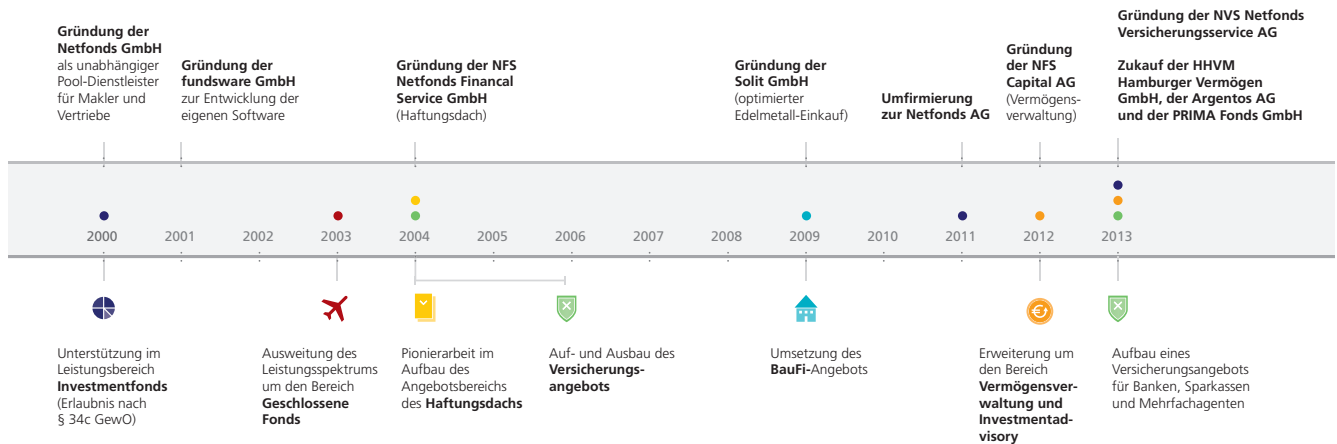 Gründung der
Netfonds GmbH
als unabhängiger
Pool-Dienstleister
für Makler und
Vertriebe
Gründung der
fundsware GmbH
zur Entwicklung der
eigenen Software
Gründung der NFS
Netfonds Financal
Service GmbH
(Haftungsdach)
Gründung der
Solit GmbH
(optimierter
Edelmetall-Einkauf)
Umfirmierung
zur Netfonds AG
Gründung
der NFS
Capital AG
(Vermögens-
verwaltung)
Gründung der NVS Netfonds
Versicherungsservice AG
Zukauf der HHVM
Hamburger Vermögen
GmbH, der Argentos AG
und der PRIMA Fonds GmbH
2000 2001 2002 2003 2004 2005 2006 2007 2008 2009 2010 2011 2012 2013
Unterstützung im
Leistungsbereich
Investmentfonds
(Erlaubnis nach
§ 34c GewO)
Ausweitung des
Leistungsspektrums
um den Bereich
Geschlossene
Fonds
Pionierarbeit im
Aufbau des
Angebotsbereichs
des Haftungsdachs
Auf- und Ausbau des
Versicherungs-
angebots
Umsetzung des
BauFi-Angebots
Erweiterung um
den Bereich
Vermögensver-
waltung und
Investmentad-
visory
Aufbau eines
Versicherungsangebots
für Banken, Sparkassen
und Mehrfachagenten